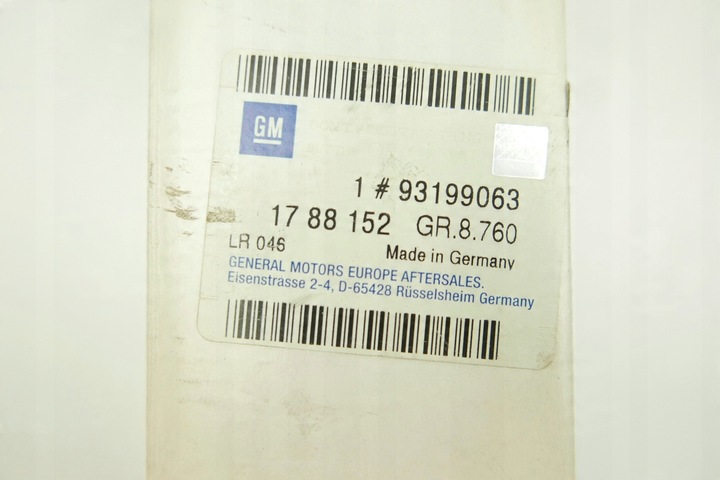 GM
1 # 93199063
17 88 152 GR.8.760
LR 046 Made in Germany
GENERAL MOTORS EUROPE AFTERSALES.
Eisenstrasse 2-4, D-65428 Rüsselsheim Germany